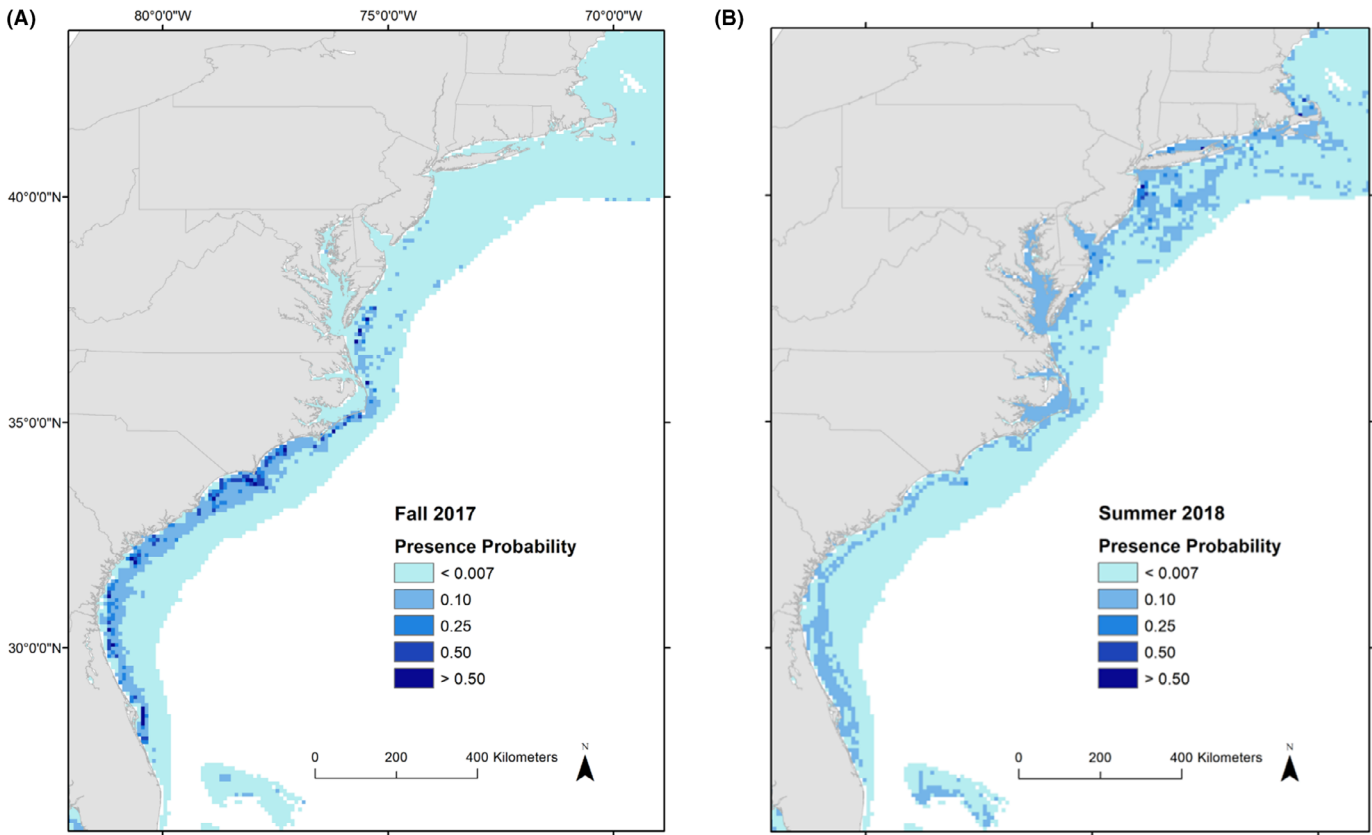 (A)
80°0'0"W 75°0'0"W 70°0'0"W
40°0'0"N
35°0'0"N
30°0'0"N
Fall 2017
Presence Probability
< 0.007
0.10
0.25
0.50
> 0.50
0 200 400 Kilometers
N
(B)
Summer 2018
Presence Probability
< 0.007
0.10
0.25
0.50
> 0.50
0 200 400 Kilometers
N